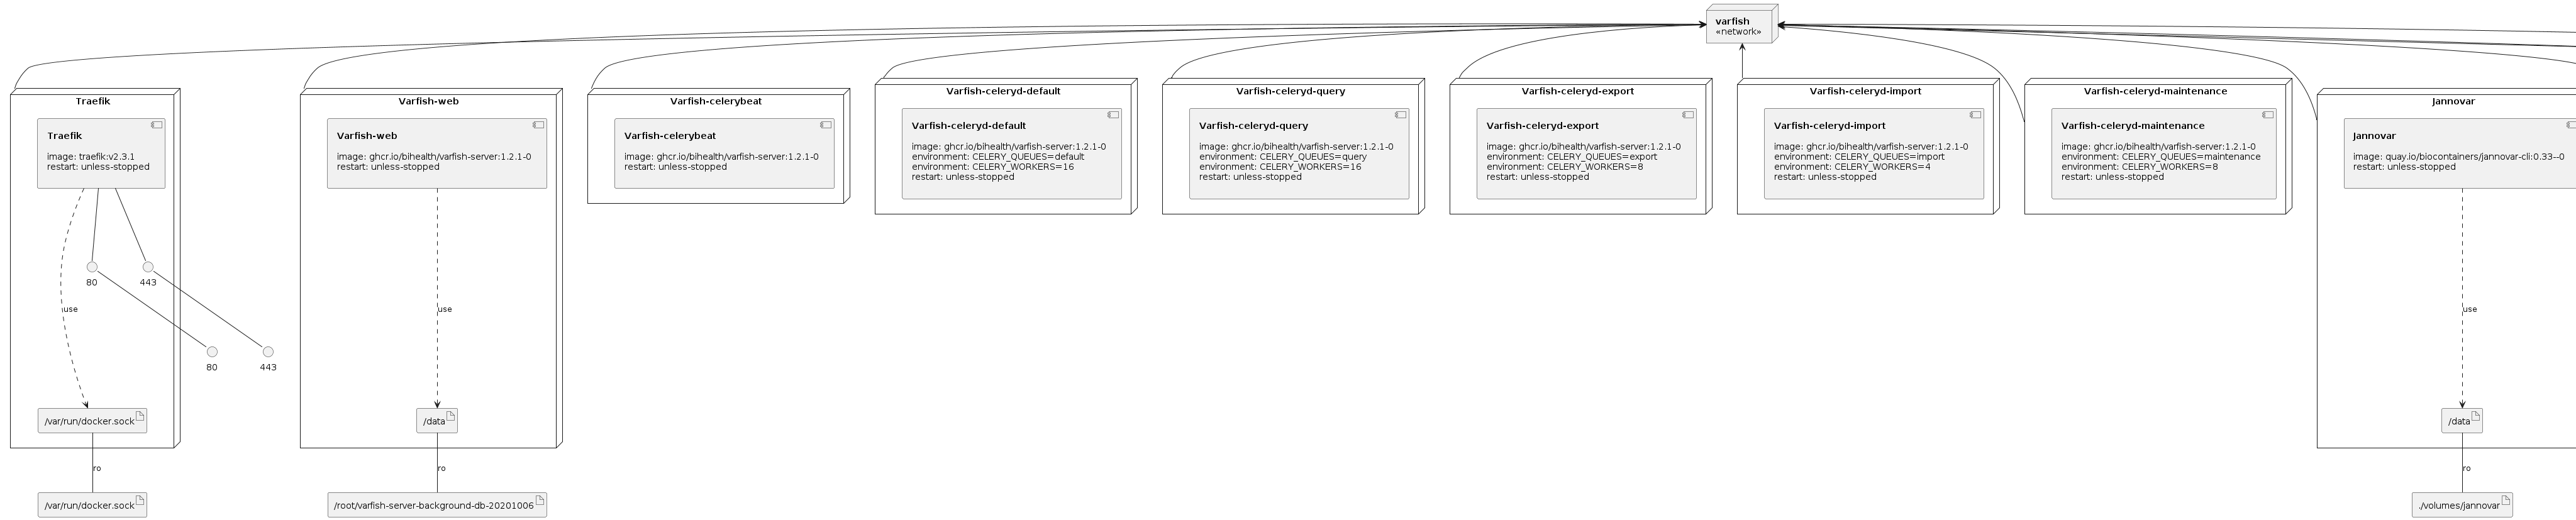 varfish
«network»
Traefik
Traefik
image: traefik:v2.3.1
restart: unless-stopped
80
443
use
80
443
/var/run/docker.sock
ro
/var/run/docker.sock
Varfish-web
Varfish-web
image: ghcr.io/bihealth/varfish-server:1.2.1-0
restart: unless-stopped
use
/data
ro
/root/varfish-server-background-db-20201006
Varfish-celerybeat
Varfish-celerybeat
image: ghcr.io/bihealth/varfish-server:1.2.1-0
restart: unless-stopped
Varfish-celeryd-default
Varfish-celeryd-default
image: ghcr.io/bihealth/varfish-server:1.2.1-0
environment: CELERY_QUEUES=default
environment: CELERY_WORKERS=16
restart: unless-stopped
Varfish-celeryd-query
Varfish-celeryd-query
image: ghcr.io/bihealth/varfish-server:1.2.1-0
environment: CELERY_QUEUES=query
environment: CELERY_WORKERS=16
restart: unless-stopped
Varfish-celeryd-export
Varfish-celeryd-export
image: ghcr.io/bihealth/varfish-server:1.2.1-0
environment: CELERY_QUEUES=export
environment: CELERY_WORKERS=8
restart: unless-stopped
Varfish-celeryd-import
Varfish-celeryd-import
image: ghcr.io/bihealth/varfish-server:1.2.1-0
environment: CELERY_QUEUES=import
environment: CELERY_WORKERS=4
restart: unless-stopped
Varfish-celeryd-maintenance
Varfish-celeryd-maintenance
image: ghcr.io/bihealth/varfish-server:1.2.1-0
environment: CELERY_QUEUES=maintenance
environment: CELERY_WORKERS=8
restart: unless-stopped
Jannovar
Jannovar
image: quay.io/biocontainers/jannovar-cli:0.33--0
restart: unless-stopped
use
/data
ro
./volumes/jannovar